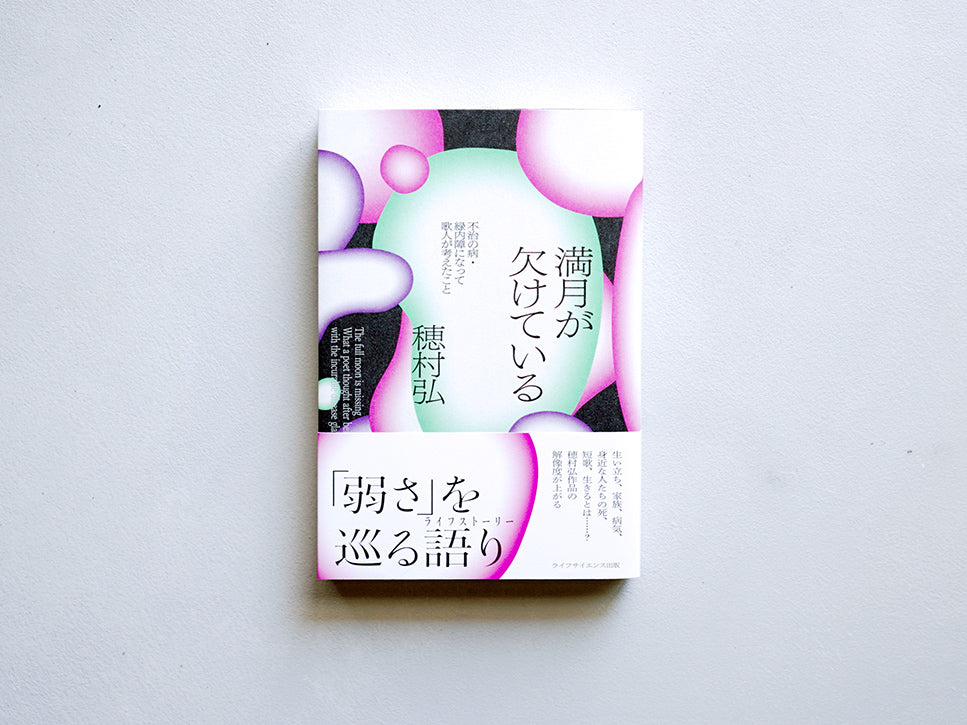 満月が
欠けている
不治の病・
緑内障になって
歌人が考えたこと
穂村弘
The full moon is missing
What a poet thought after
with the
「弱さ」を
ライフストーリー
巡る語り
生い立ち、家族、病気、
身近な人たちの死、
短歌、生きるとは……?
穂村弘作品の
解像度が上がる
ライフサイエンス出版